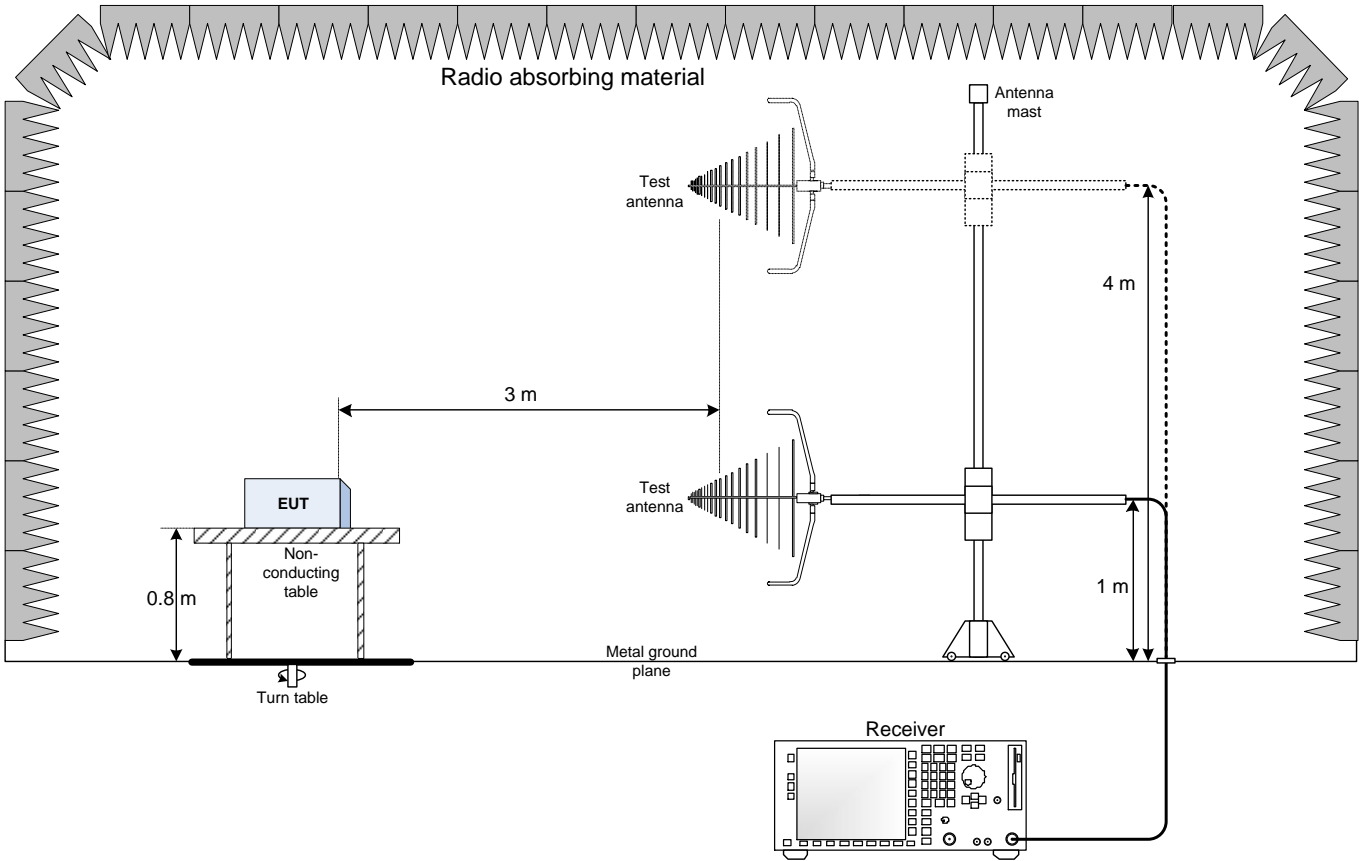 Radio absorbing material
Antenna
mast
Test
antenna
4 m
3 m
Test
antenna
EUT
Non-
conducting
table
0.8 m
1 m
Metal ground
plane
Turn table
Receiver